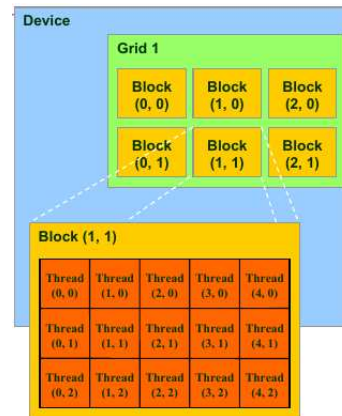 Device
Grid 1
Block Block Block
(0, 0) (1, 0) (2, 0)
Block Block Block
(0, 1) (1, 1) (2, 1)
Block (1, 1)
Thread Thread Thread Thread Thread
(0, 0) (1, 0) (2, 0) (3, 0) (4, 0)
Thread Thread Thread Thread Thread
(0, 1) (1, 1) (2, 1) (3, 1) (4, 1)
Thread Thread Thread Thread Thread
(0, 2) (1, 2) (2, 2) (3, 2) (4, 2)